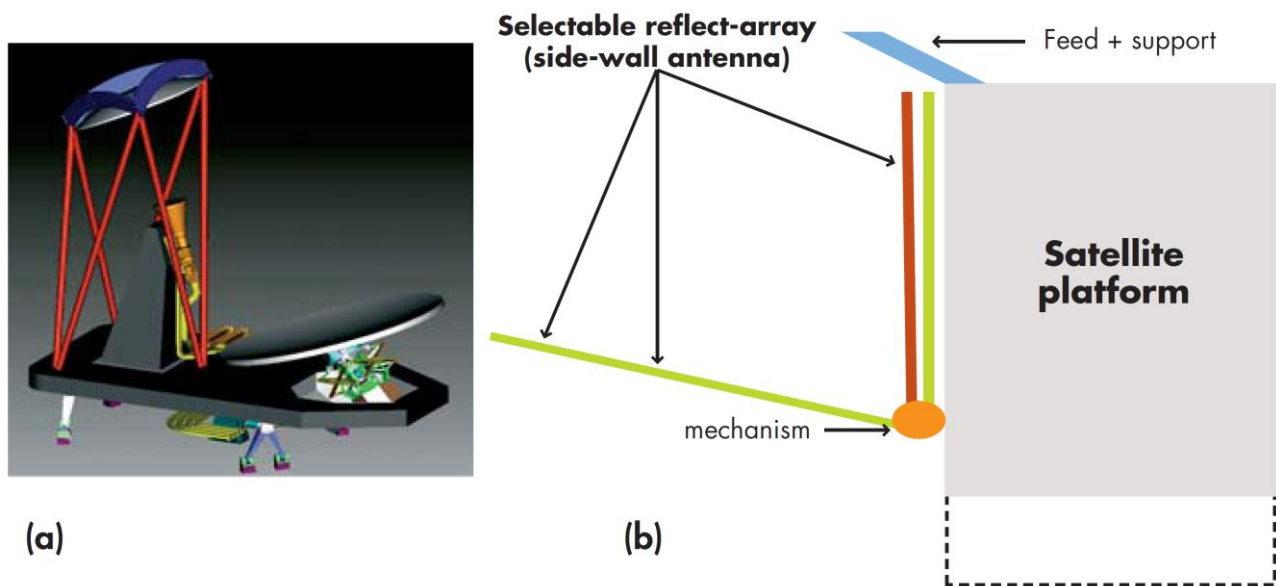 Selectable reflect-array
(side-wall antenna)
Feed + support
Satellite
platform
mechanism
(a)
(b)